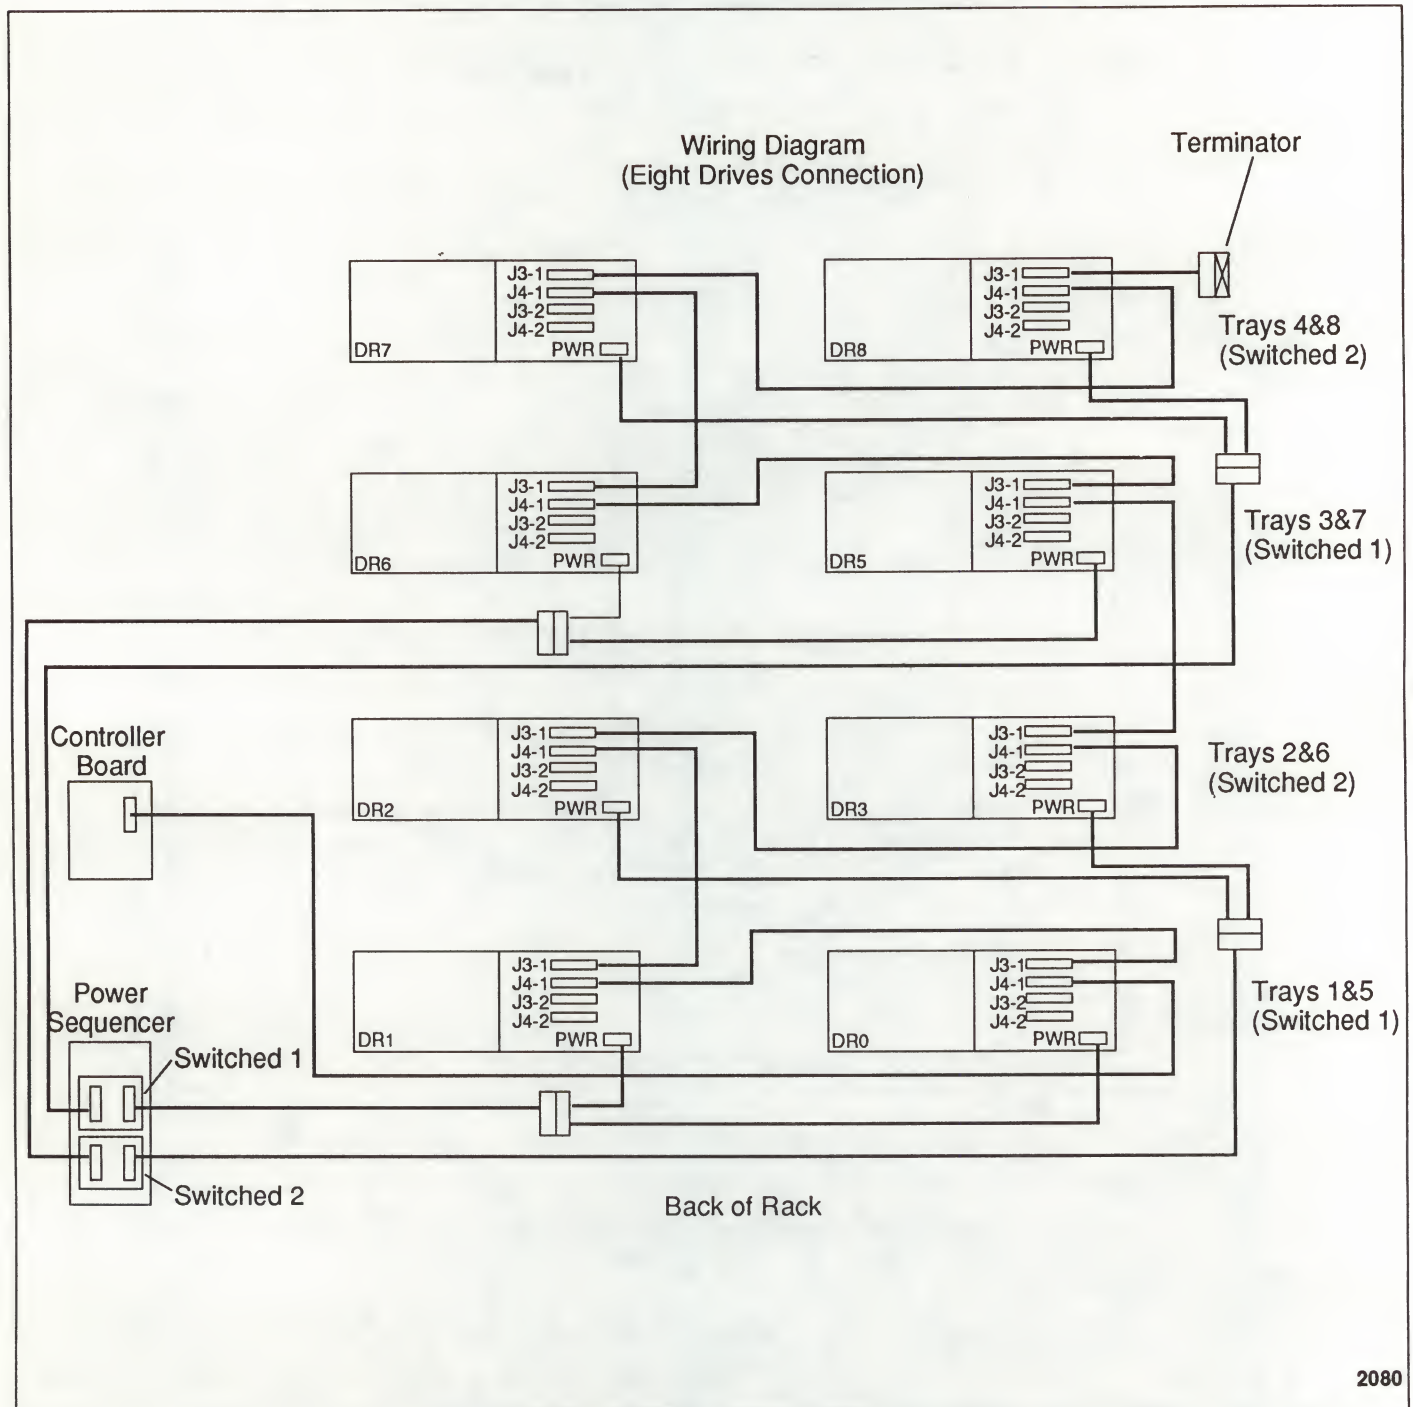 Wiring Diagram
(Eight Drives Connection)
Terminator
J3-1
J4-1
J3-2
J4-2
PWR
DR7
J3-1
J4-1
J3-2
J4-2
PWR
DR8
Trays 4&8
(Switched 2)
J3-1
J4-1
J3-2
J4-2
PWR
DR6
J3-1
J4-1
J3-2
J4-2
PWR
DR5
Trays 3&7
(Switched 1)
Controller
Board
J3-1
J4-1
J3-2
J4-2
PWR
DR2
J3-1
J4-1
J3-2
J4-2
PWR
DR3
Trays 2&6
(Switched 2)
Power
Sequencer
Switched 1
Switched 2
J3-1
J4-1
J3-2
J4-2
PWR
DR1
J3-1
J4-1
J3-2
J4-2
PWR
DR0
Trays 1&5
(Switched 1)
Back of Rack
2080